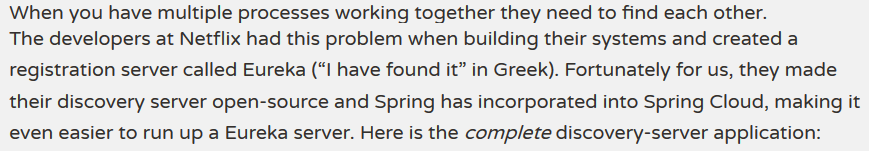 When you have multiple processes working together they need to find each other.
The developers at Netflix had this problem when building their systems and created a
registration server called Eureka (“I have found it” in Greek). Fortunately for us, they made
their discovery server open-source and Spring has incorporated into Spring Cloud, making it
even easier to run up a Eureka server. Here is the complete discovery-server application: